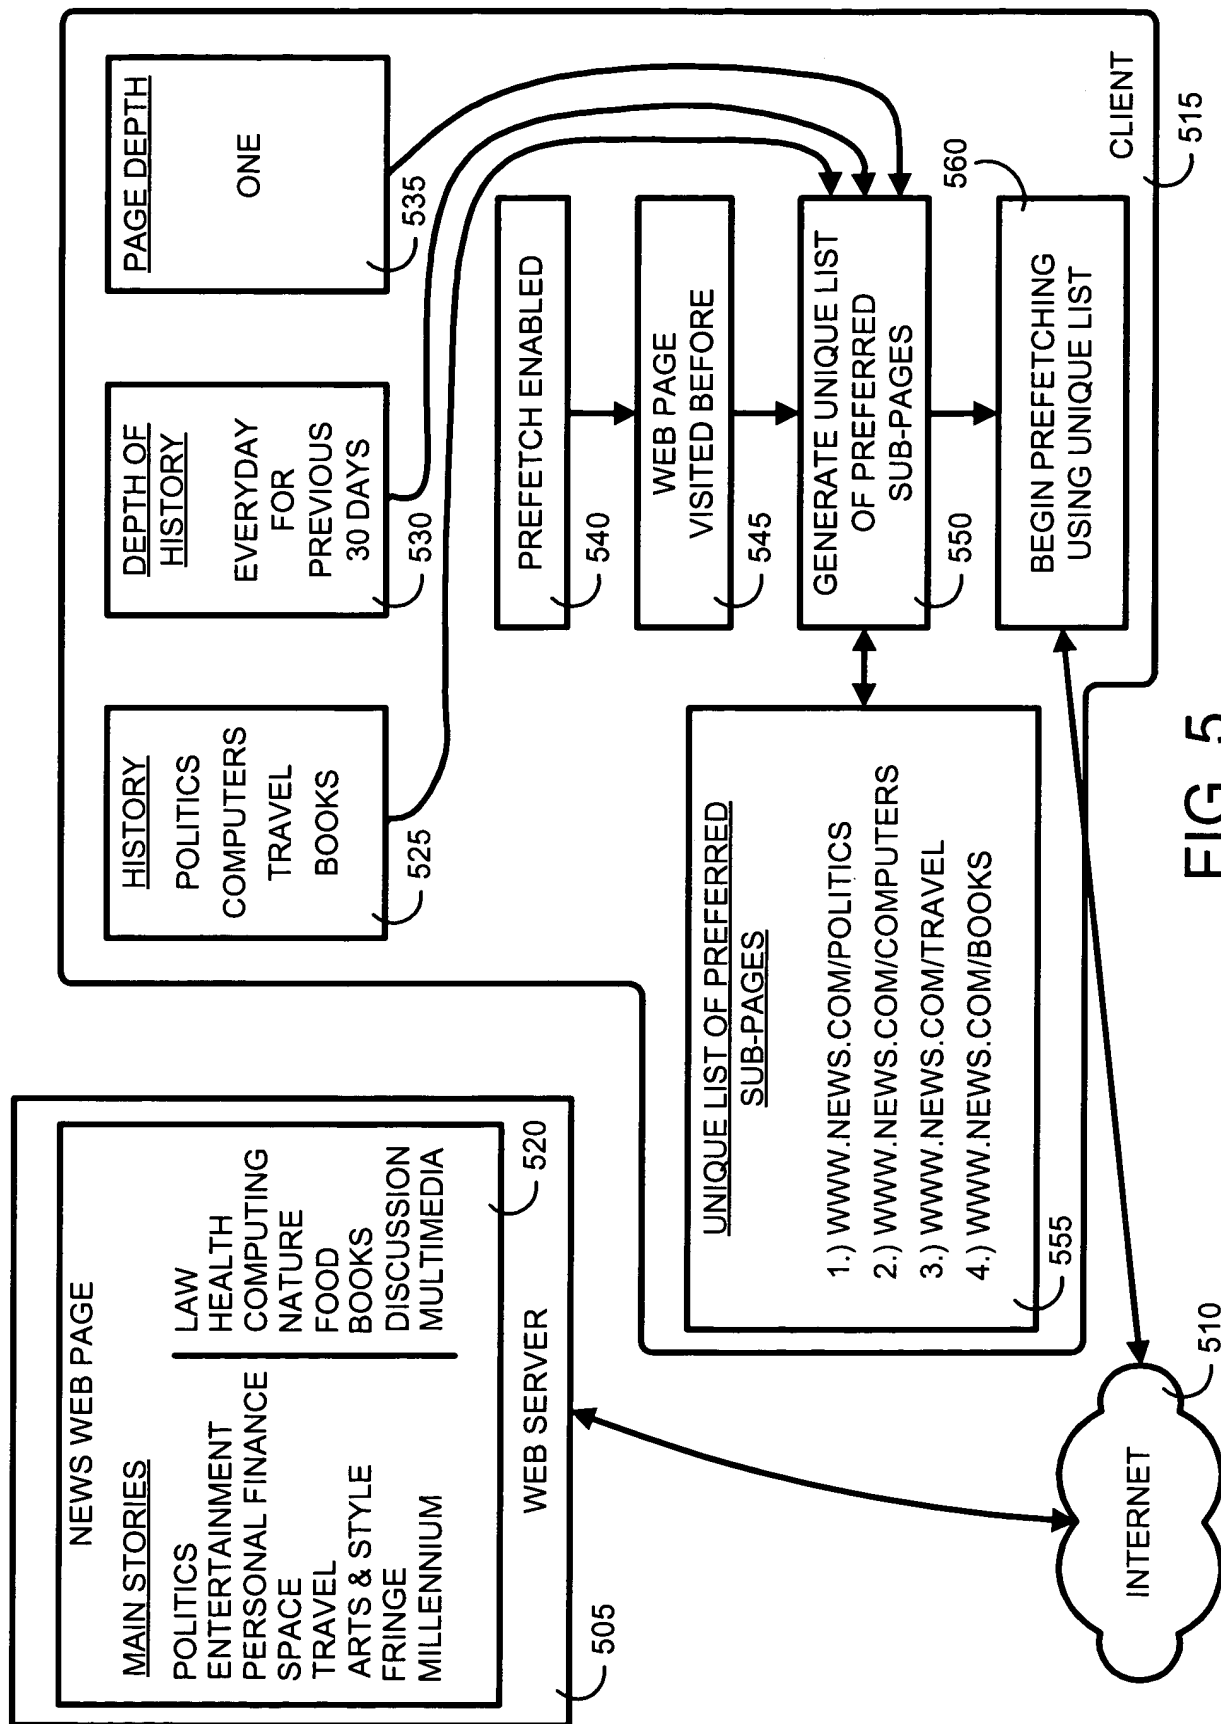 NEWS WEB PAGE
MAIN STORIES
POLITICS
ENTERTAINMENT
PERSONAL FINANCE
SPACE
TRAVEL
ARTS & STYLE
FRINGE
MILLENNIUM
LAW
HEALTH
COMPUTING
NATURE
FOOD
BOOKS
DISCUSSION
MULTIMEDIA
520
WEB SERVER
505
HISTORY
POLITICS
COMPUTERS
TRAVEL
BOOKS
525
DEPTH OF
HISTORY
EVERYDAY
FOR
PREVIOUS
30 DAYS
530
PAGE DEPTH
ONE
535
PREFETCH ENABLED
540
WEB PAGE
VISITED BEFORE
545
GENERATE UNIQUE LIST
OF PREFERRED
SUB-PAGES
550
UNIQUE LIST OF PREFERRED
SUB-PAGES
1.) WWW.NEWS.COM/POLITICS
2.) WWW.NEWS.COM/COMPUTERS
3.) WWW.NEWS.COM/TRAVEL
4.) WWW.NEWS.COM/BOOKS
555
BEGIN PREFETCHING
USING UNIQUE LIST
560
CLIENT
515
INTERNET
510
FIG. 5